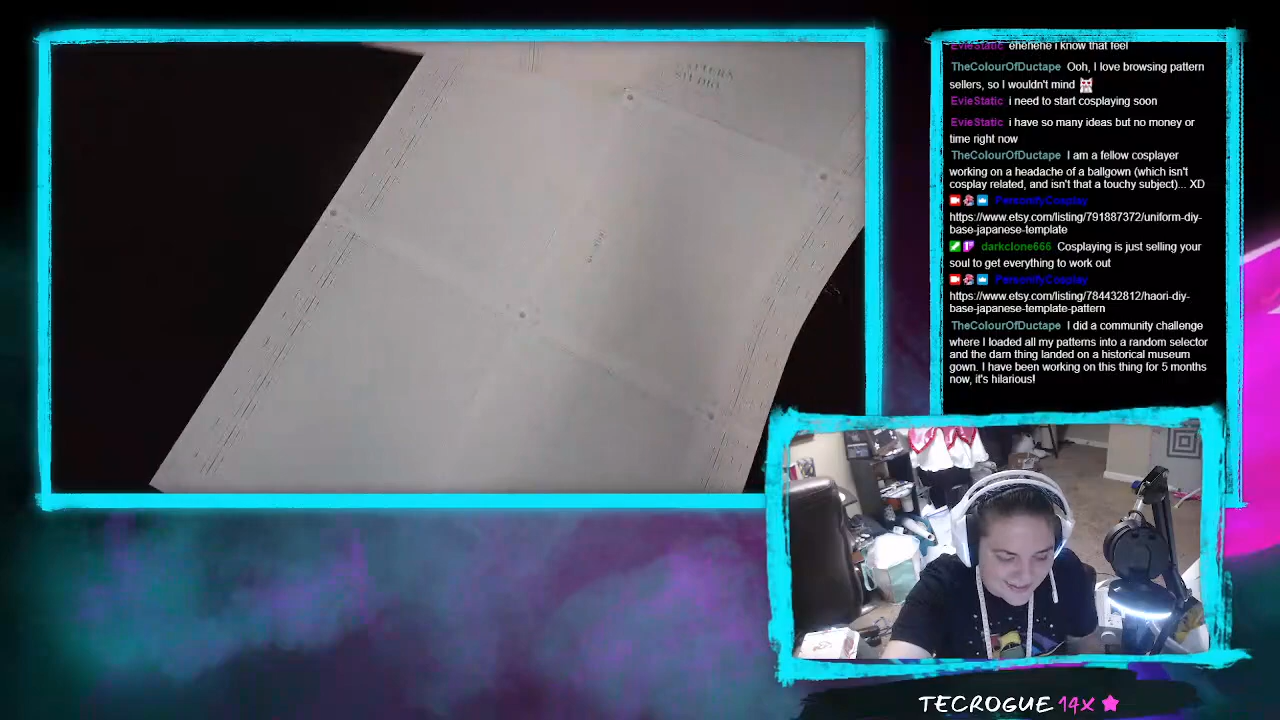 STUDIO
EvieStatic ehehehe i know that feel
TheColourOfDuctape Ooh, I love browsing pattern
sellers, so I wouldn't mind
EvieStatic i need to start cosplaying soon
EvieStatic i have so many ideas but no money or
time right now
TheColourOfDuctape I am a fellow cosplayer
working on a headache of a ballgown (which isn't
cosplay related, and isn't that a touchy subject)... XD
PersonifyCosplay
https://www.etsy.com/listing/791887372/uniform-diy-
base-japanese-template
darkclone666 Cosplaying is just selling your
soul to get everything to work out
PersonifyCosplay
https://www.etsy.com/listing/784432812/haori-diy-
base-japanese-template-pattern
TheColourOfDuctape I did a community challenge
where I loaded all my patterns into a random selector
and the darn thing landed on a historical museum
gown. I have been working on this thing for 5 months
now, it's hilarious!
TECROGUE 14X